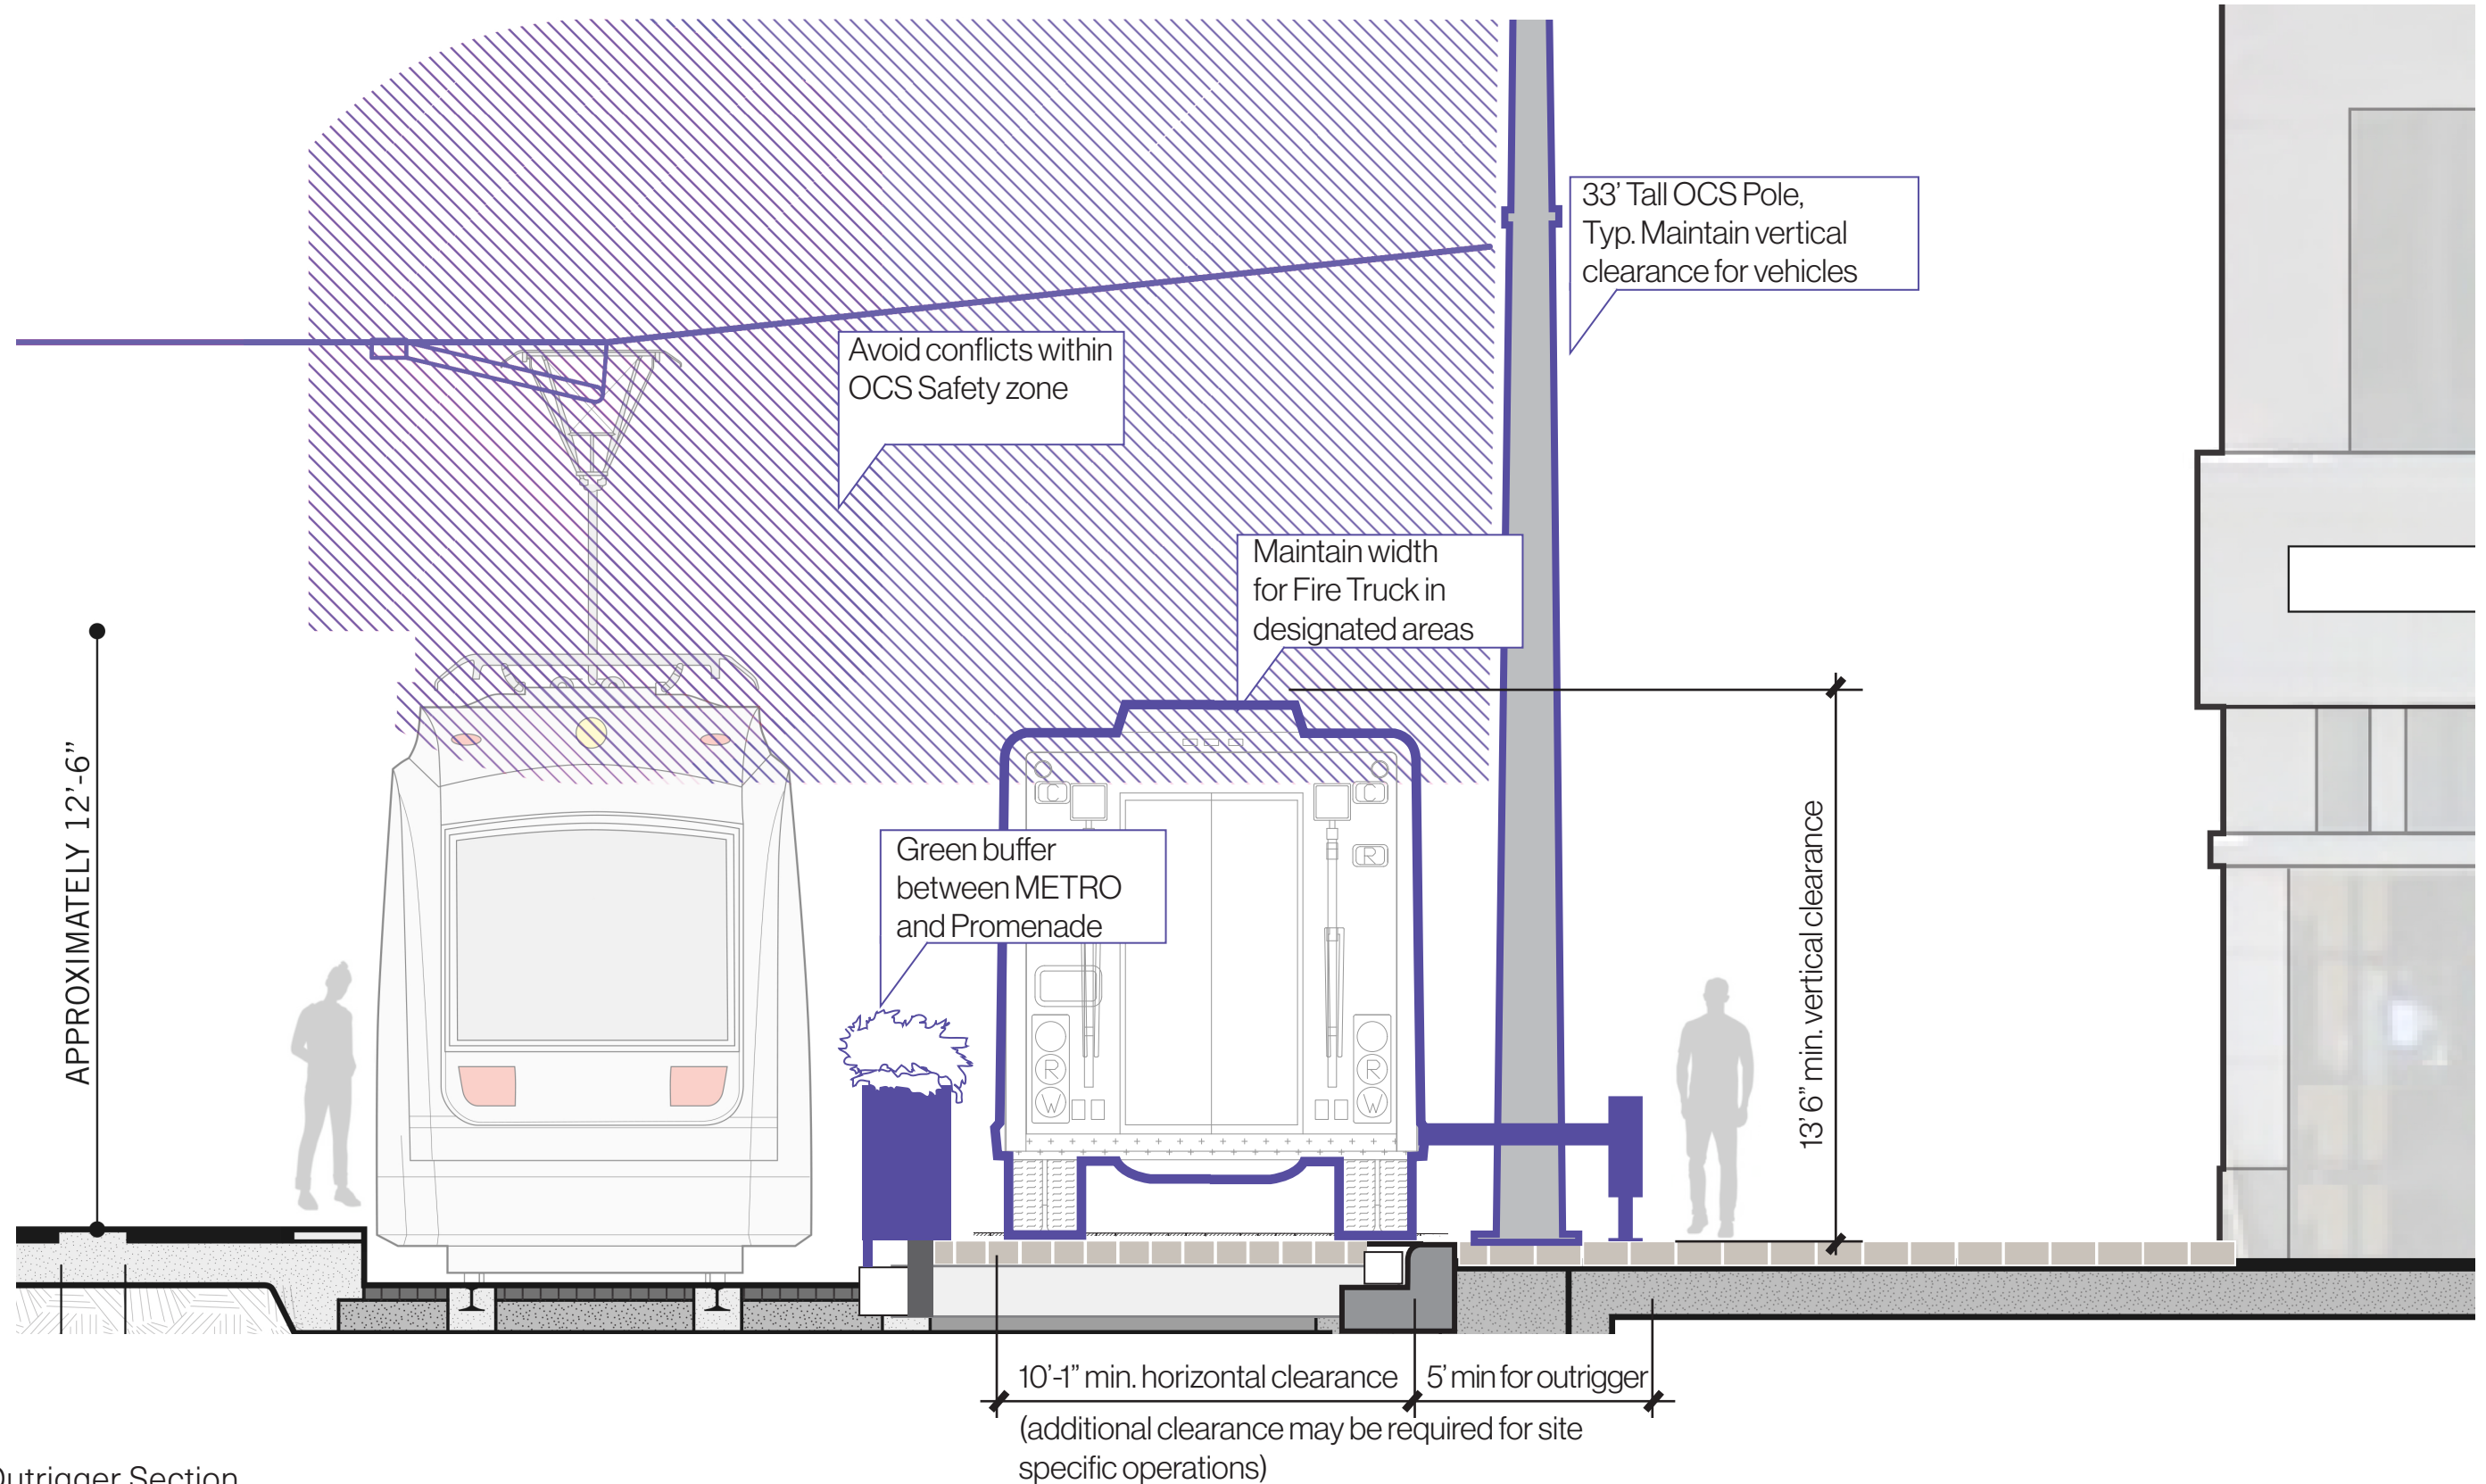 33’ Tall OCS Pole,
Typ. Maintain vertical
clearance for vehicles
Avoid conflicts within
OCS Safety zone
Maintain width
for Fire Truck in
designated areas
APPROXIMATELY 12’-6”
Green buffer
between METRO
and Promenade
13’ 6” min. vertical clearance
C
C
R
R
R
W
W
10’-1” min. horizontal clearance
5’ min for outrigger
(additional clearance may be required for site
specific operations)
Outrigger Section